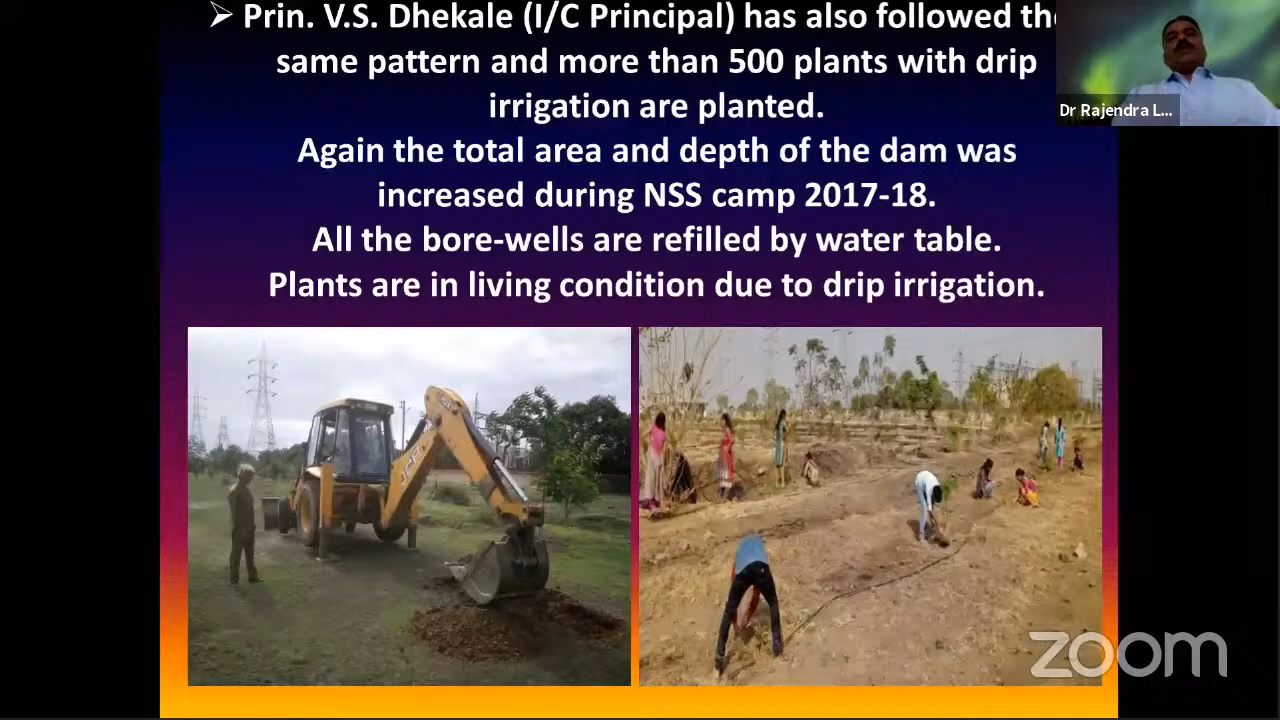 ➢ Prin. V.S. Dhekale (I/C Principal) has also followed the
same pattern and more than 500 plants with drip
irrigation are planted.
Again the total area and depth of the dam was
increased during NSS camp 2017-18.
All the bore-wells are refilled by water table.
Plants are in living condition due to drip irrigation.
Dr Rajendra L...
JCB
zoom